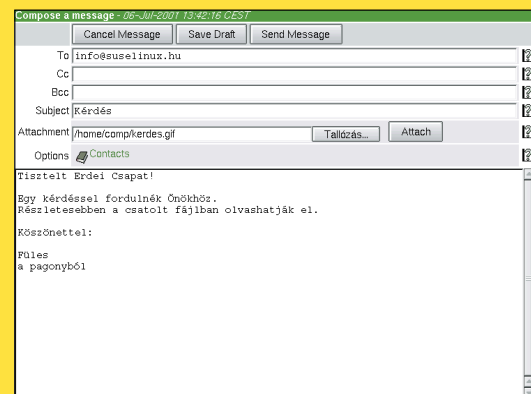 Compose a message - 06-Jul-2001 13:42:16 CEST
Cancel Message Save Draft Send Message
To info@suselinux.hu
Cc
Bcc
Subject Kérdés
Attachment /home/comp/kerdes.gif Tallózás... Attach
Options Contacts
Tisztelt Erdei Csapat!
Egy kérdéssel fordulnék Önökhöz.
Részletesebben a csatolt fájlban olvashatják el.
Köszönettel:
Füles
a pagonyból